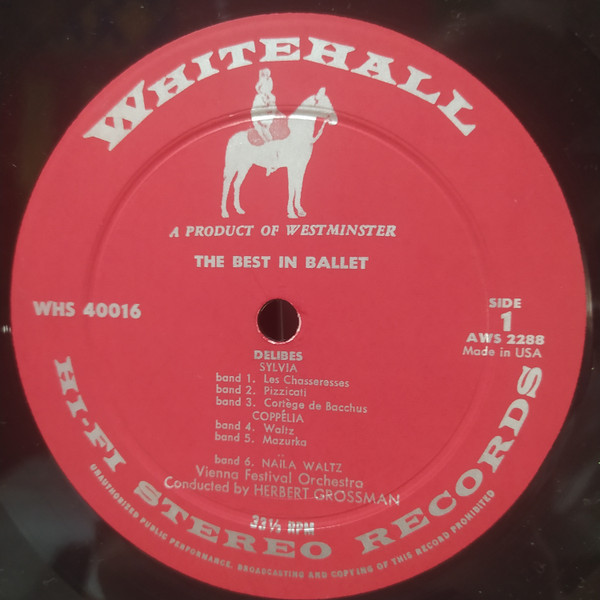 WHITEHALL
A PRODUCT OF WESTMINSTER
THE BEST IN BALLET
WHS 40016
SIDE
1
AWS 2288
Made in USA
DELIBES
SYLVIA
band 1. Les Chasseresses
band 2. Pizzicati
band 3. Cortège de Bacchus
COPPÉLIA
band 4. Waltz
band 5. Mazurka
band 6. NAÏLA WALTZ
Vienna Festival Orchestra
Conducted by HERBERT GROSSMAN
33⅓ RPM
HI-FI STEREO RECORDS
UNAUTHORIZED PUBLIC PERFORMANCE, BROADCASTING AND COPYING OF THIS RECORD PROHIBITED